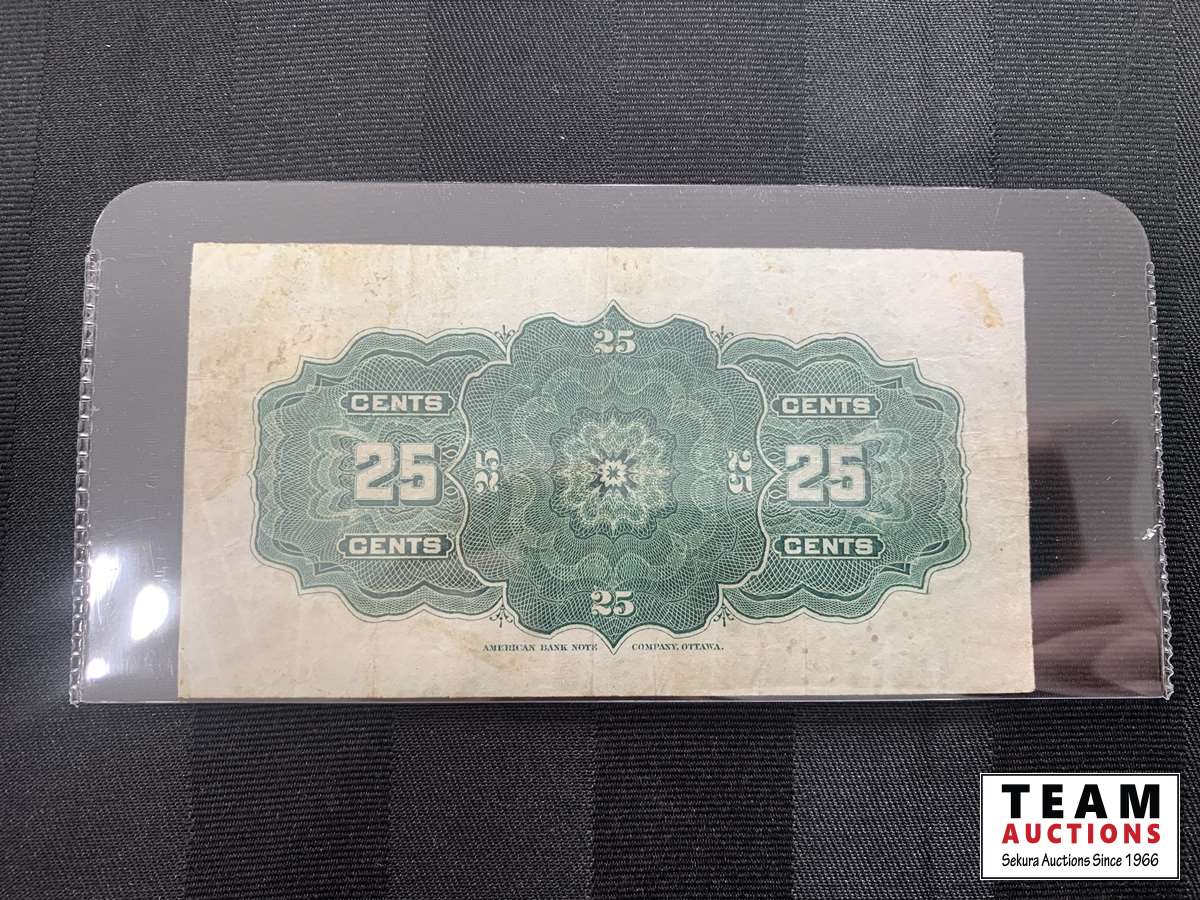 25
CENTS
CENTS
25
25
25
25
CENTS
CENTS
25
AMERICAN BANK NOTE COMPANY, OTTAWA.
TEAM
AUCTIONS
Sekura Auctions Since 1966